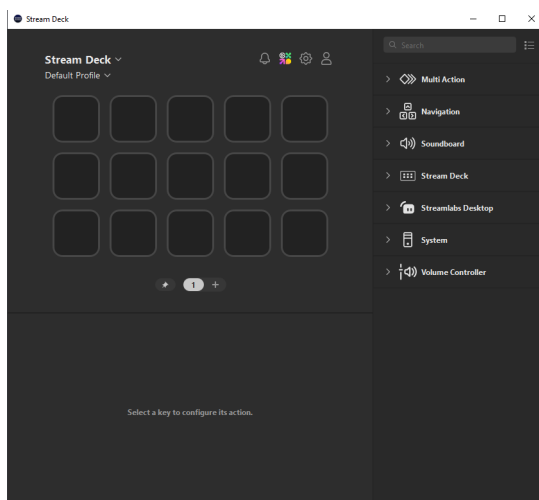 Stream Deck
Stream Deck
Default Profile
1
+
Select a key to configure its action.
Search
Multi Action
Navigation
Soundboard
Stream Deck
Streamlabs Desktop
System
Volume Controller